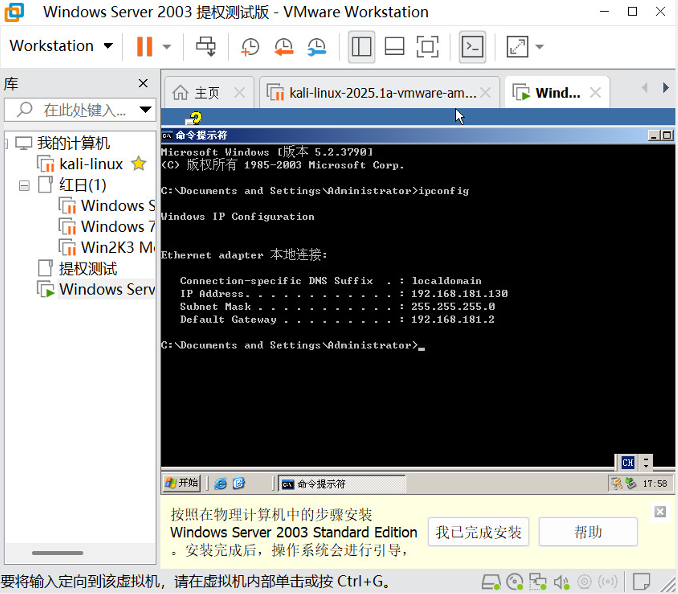 Windows Server 2003 提权测试版 - VMware Workstation
Workstation
库
主页
kali-linux-2025.1a-vmware-am...
Wind...
在此处键入...
我的计算机
kali-linux
红日(1)
Windows S
Windows 7
Win2K3 M
提权测试
Windows Serv
命令提示符
Microsoft Windows [版本 5.2.3790]
(C) 版权所有 1985-2003 Microsoft Corp.
C:\Documents and Settings\Administrator>ipconfig
Windows IP Configuration
Ethernet adapter 本地连接:
Connection-specific DNS Suffix . : localdomain
IP Address. . . . . . . . . . . . : 192.168.181.130
Subnet Mask . . . . . . . . . . . : 255.255.255.0
Default Gateway . . . . . . . . . : 192.168.181.2
C:\Documents and Settings\Administrator>_
CH
开始
命令提示符
17:58
按照在物理计算机中的步骤安装
Windows Server 2003 Standard Edition
。安装完成后，操作系统会进行引导，
我已完成安装
帮助
要将输入定向到该虚拟机，请在虚拟机内部单击或按 Ctrl+G。